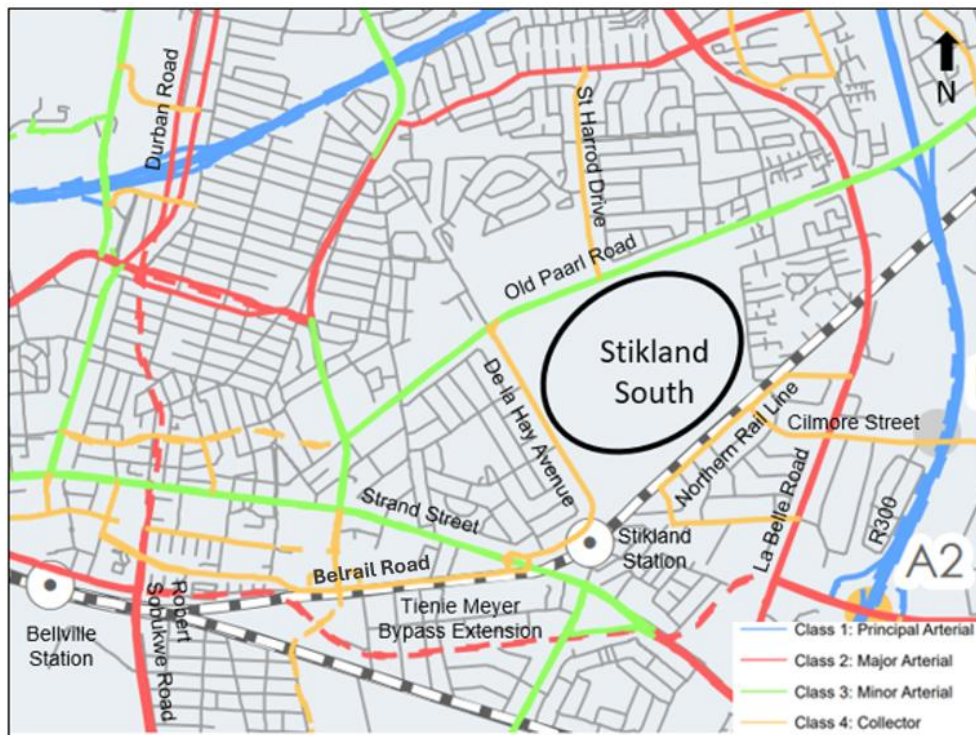 Durban Road
N
St Harrod Drive
Old Paarl Road
Stikland
South
De la Hay Avenue
Northern Rail Line
Cilmore Street
La Belle Road
R300
Strand Street
Stikland
Station
A2
Belrail Road
Tienie Meyer
Bypass Extension
Bellville
Station
Robert
Sobukwe Road
Class 1: Principal Arterial
Class 2: Major Arterial
Class 3: Minor Arterial
Class 4: Collector